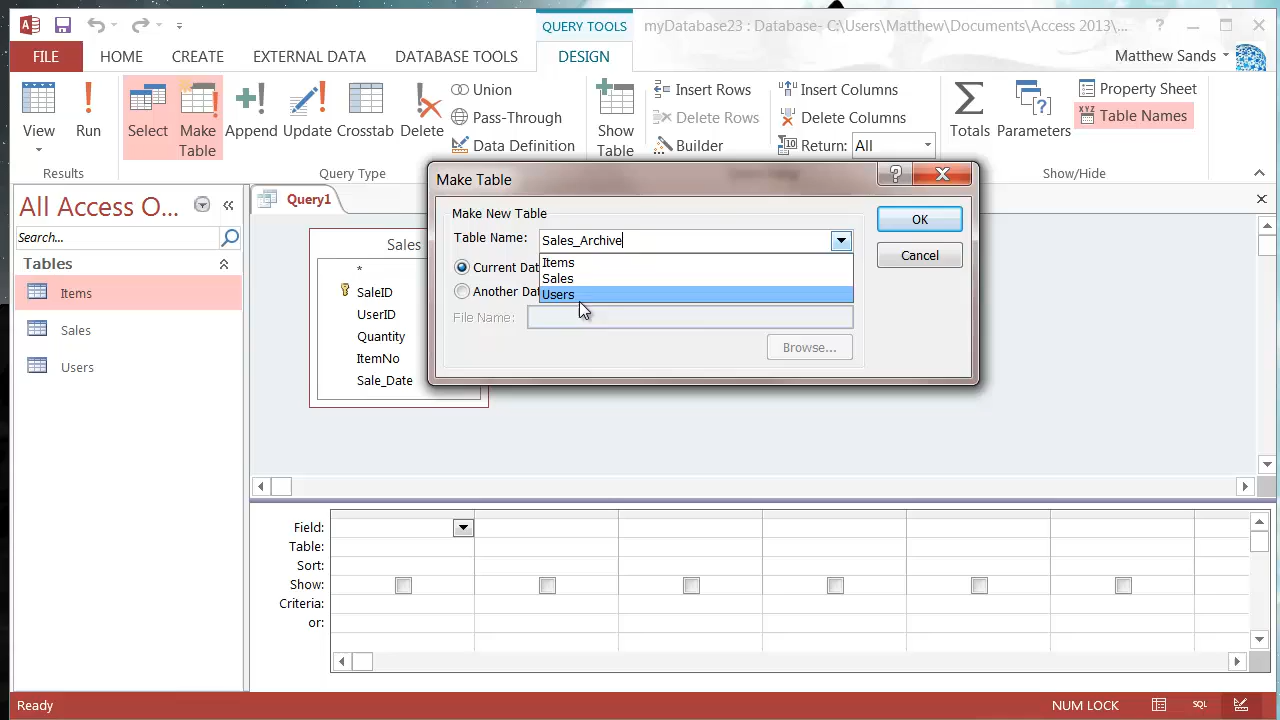 QUERY TOOLS
myDatabase23 : Database- C:\Users\Matthew\Documents\Access 2013\...
FILE HOME CREATE EXTERNAL DATA DATABASE TOOLS DESIGN Matthew Sands
View
Run
Select
Make
Table
Append
Update
Crosstab
Delete
Union
Pass-Through
Data Definition
Show
Table
Insert Rows
Delete Rows
Builder
Insert Columns
Delete Columns
Return: All
Totals
Parameters
Property Sheet
XYZ Table Names
Results
Query Type
Show/Hide
All Access O...
Search...
Tables
Items
Sales
Users
Query1
Sales
*
SaleID
UserID
Quantity
ItemNo
Sale_Date
Make Table
Make New Table
Table Name: Sales_Archive
Items
Sales
Users
Current Dat
Another Dat
File Name:
Browse...
OK
Cancel
Field:
Table:
Sort:
Show:
Criteria:
or:
Ready
NUM LOCK
SQL